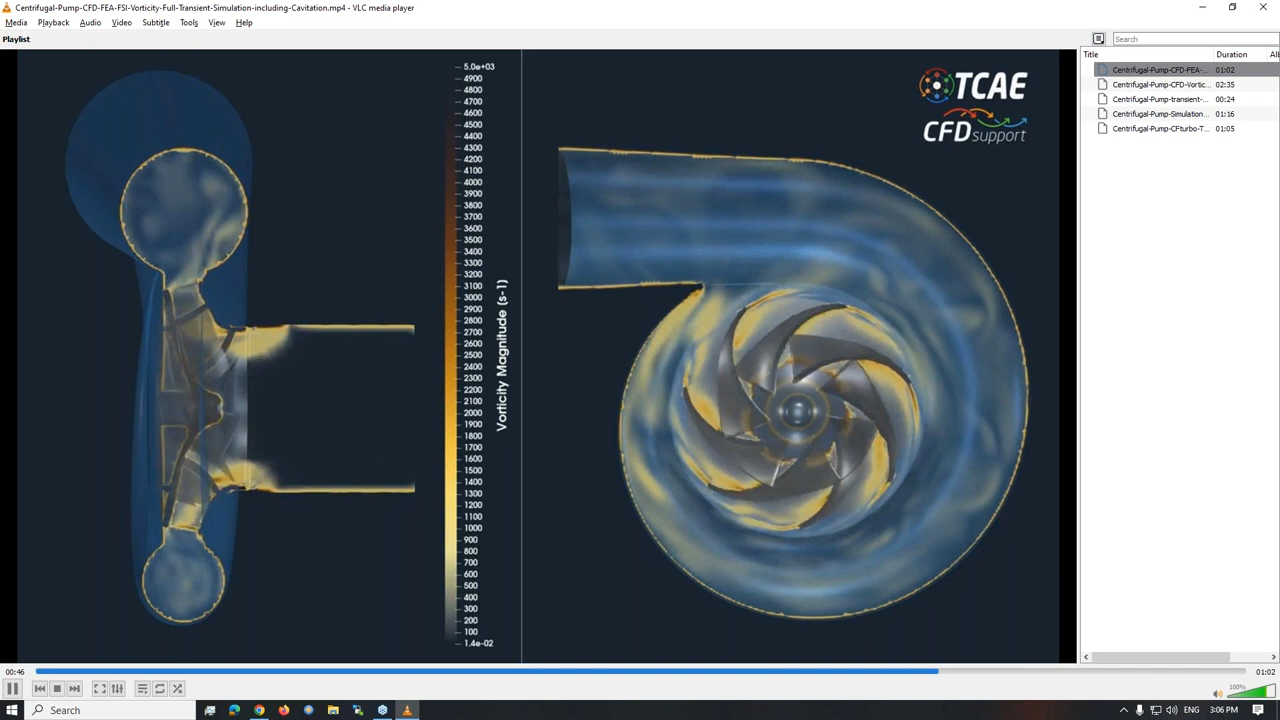 Centrifugal-Pump-CFD-FEA-FSI-Vorticity-Full-Transient-Simulation-including-Cavitation.mp4 - VLC media player
Media Playback Audio Video Subtitle Tools View Help
Playlist
Search
Title Duration Al
Centrifugal-Pump-CFD-FEA-... 01:02
Centrifugal-Pump-CFD-Vortic... 02:35
Centrifugal-Pump-transient-... 00:24
Centrifugal-Pump-Simulation... 01:16
Centrifugal-Pump-CFturbo-T... 01:05
TCAE
CFDsupport
5.0e+03
4900
4800
4700
4600
4500
4400
4300
4200
4100
4000
3900
3800
3700
3600
3500
3400
3300
3200
3100
3000
2900
2800
2700
2600
2500
2400
2300
2200
2100
2000
1900
1800
1700
1600
1500
1400
1300
1200
1100
1000
900
800
700
600
500
400
300
200
100
1.4e-02
Vorticity Magnitude (s-1)
00:46
01:02
100%
Search
ENG
3:06 PM